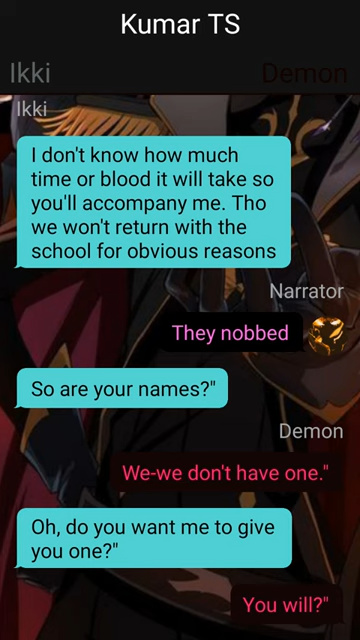 Kumar TS
Ikki
Demon
Ikki
I don't know how much
time or blood it will take so
you'll accompany me. Tho
we won't return with the
school for obvious reasons
Narrator
They nobbed
So are your names?"
Demon
We-we don't have one."
Oh, do you want me to give
you one?"
You will?"